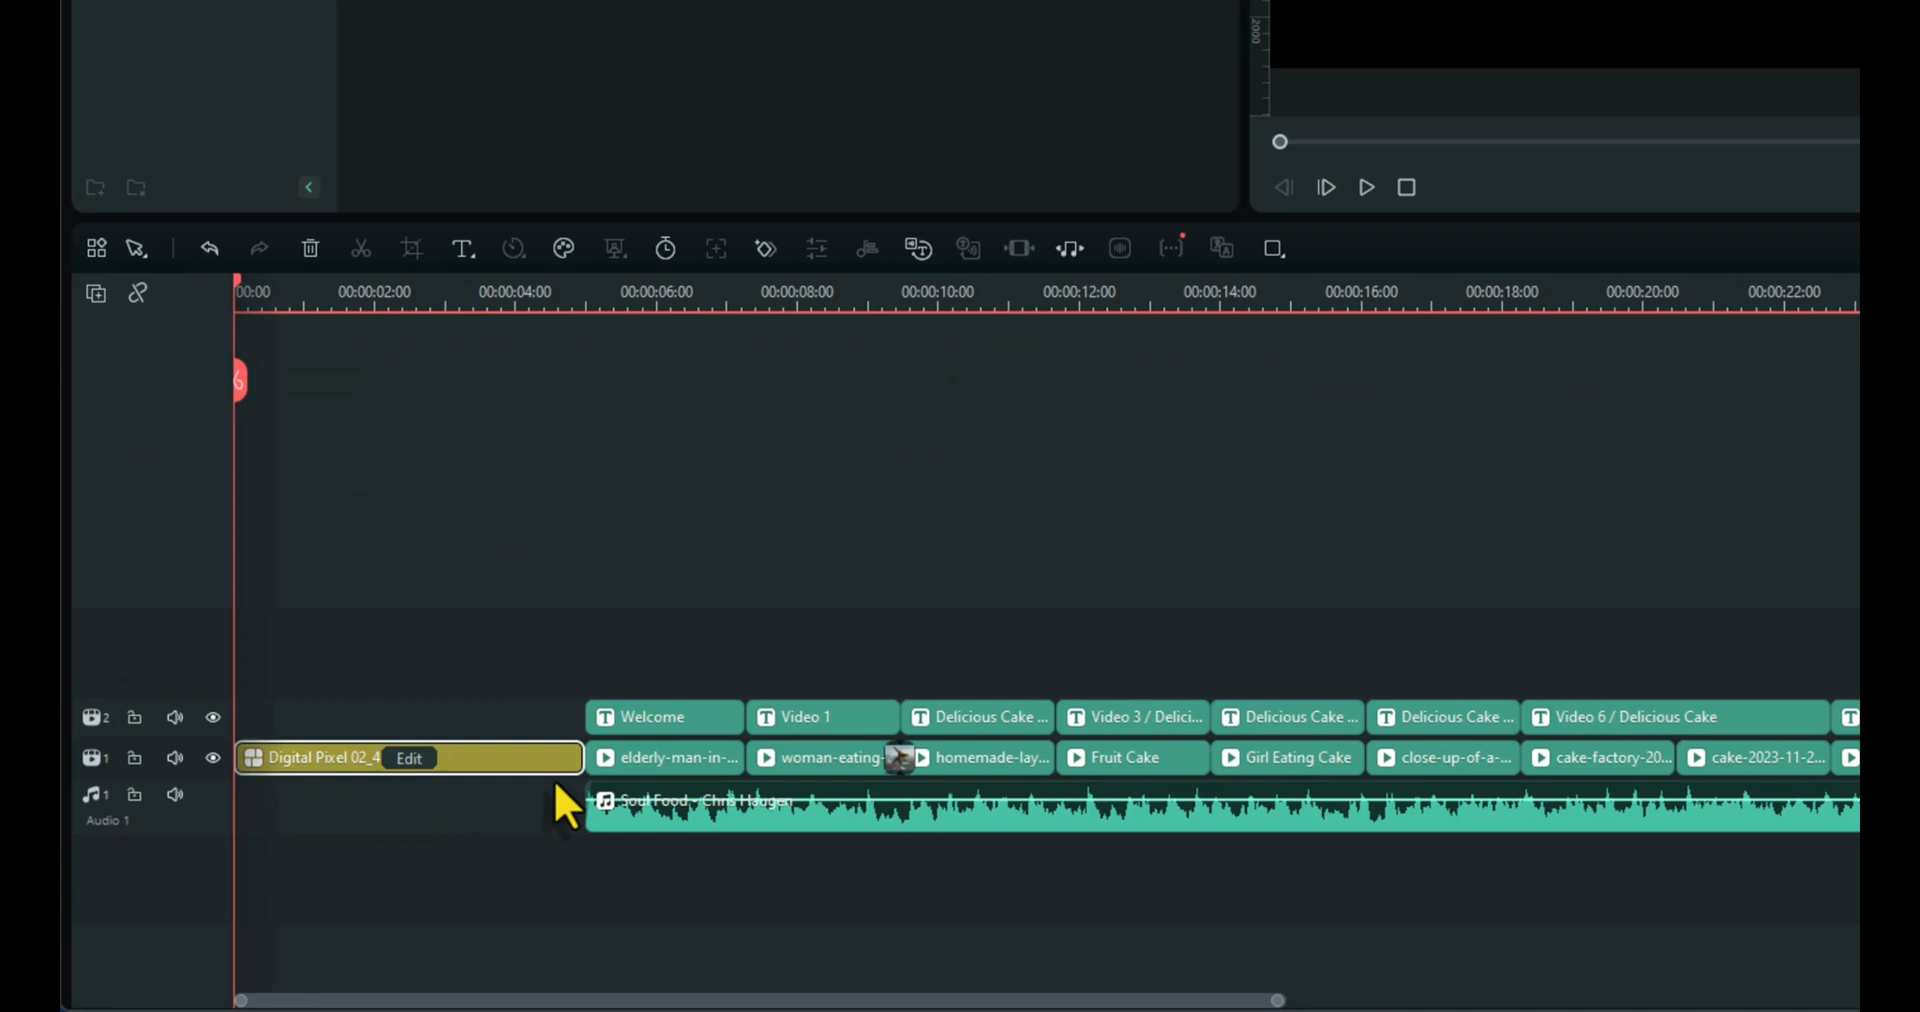 2000
00:00 00:00:02:00 00:00:04:00 00:00:06:00 00:00:08:00 00:00:10:00 00:00:12:00 00:00:14:00 00:00:16:00 00:00:18:00 00:00:20:00 00:00:22:00
2 Welcome Video 1 Delicious Cake ... Video 3 / Delici... Delicious Cake ... Delicious Cake ... Video 6 / Delicious Cake
1 Digital Pixel 02_4 Edit elderly-man-in-... woman-eating- homemade-lay... Fruit Cake Girl Eating Cake close-up-of-a-... cake-factory-20... cake-2023-11-2...
1 Soul Food - Chris Haugen
Audio 1